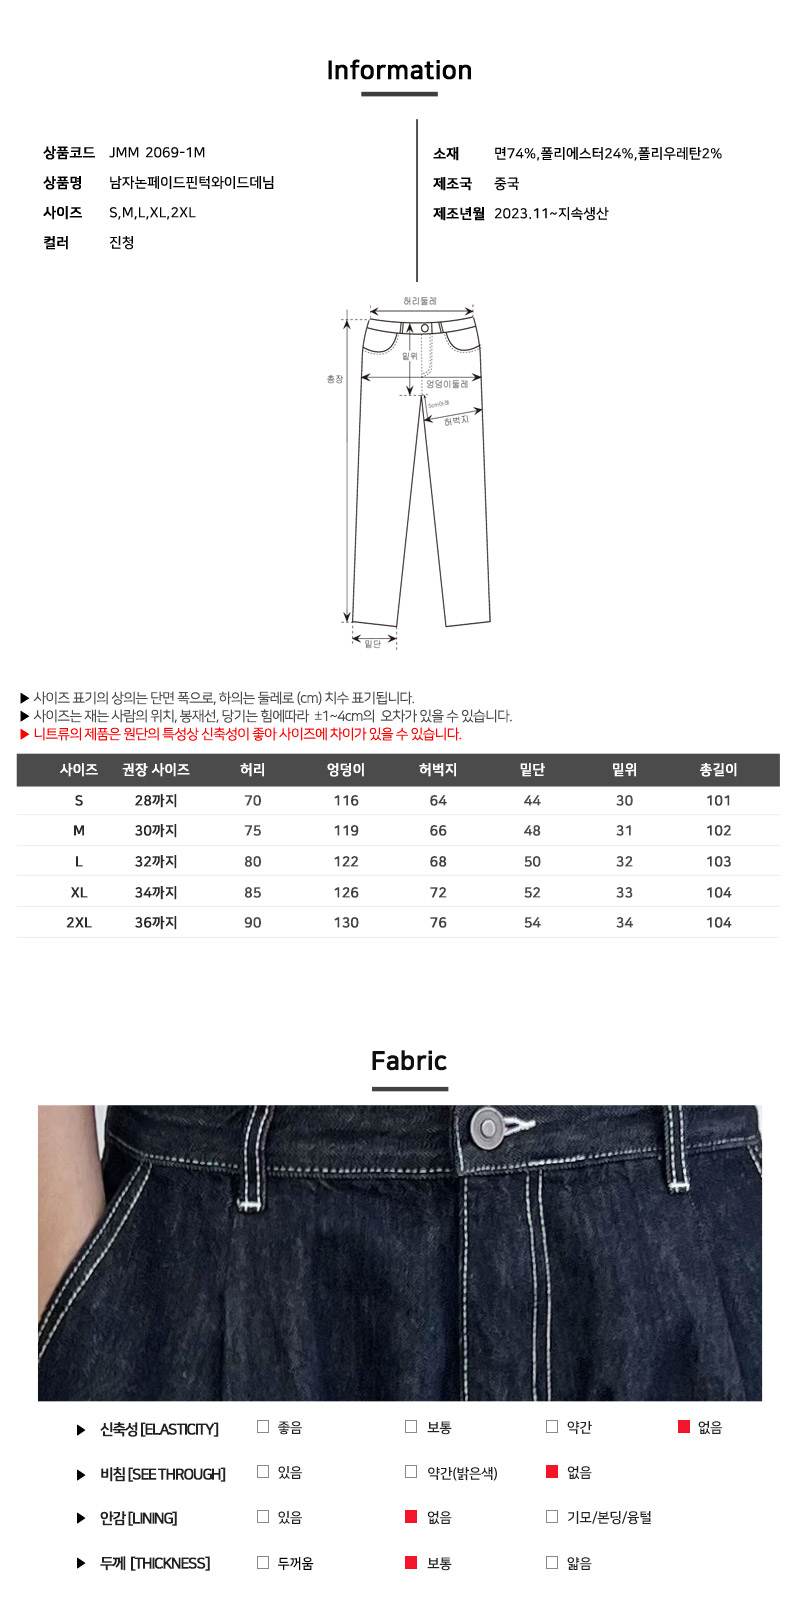 Information
상품코드 JMM 2069-1M
상품명 남자논페이드핀턱와이드데님
사이즈 S,M,L,XL,2XL
컬러 진청
소재 면74%,폴리에스터24%,폴리우레탄2%
제조국 중국
제조년월 2023.11~지속생산
허리둘레
밑위
총장
엉덩이둘레
허벅지
밑단
▶ 사이즈 표기의 상의는 단면 폭으로, 하의는 둘레로 (cm) 치수 표기됩니다.
▶ 사이즈는 재는 사람의 위치, 봉재선, 당기는 힘에따라 ±1~4cm의 오차가 있을 수 있습니다.
▶ 니트류의 제품은 원단의 특성상 신축성이 좋아 사이즈에 차이가 있을 수 있습니다.
사이즈 권장 사이즈 허리 엉덩이 허벅지 밑단 밑위 총길이
S 28까지 70 116 64 44 30 101
M 30까지 75 119 66 48 31 102
L 32까지 80 122 68 50 32 103
XL 34까지 85 126 72 52 33 104
2XL 36까지 90 130 76 54 34 104
Fabric
▶ 신축성 [ELASTICITY] 좋음 보통 약간 없음
▶ 비침 [SEE THROUGH] 있음 약간(밝은색) 없음
▶ 안감 [LINING] 있음 없음 기모/본딩/융털
▶ 두께 [THICKNESS] 두꺼움 보통 얇음